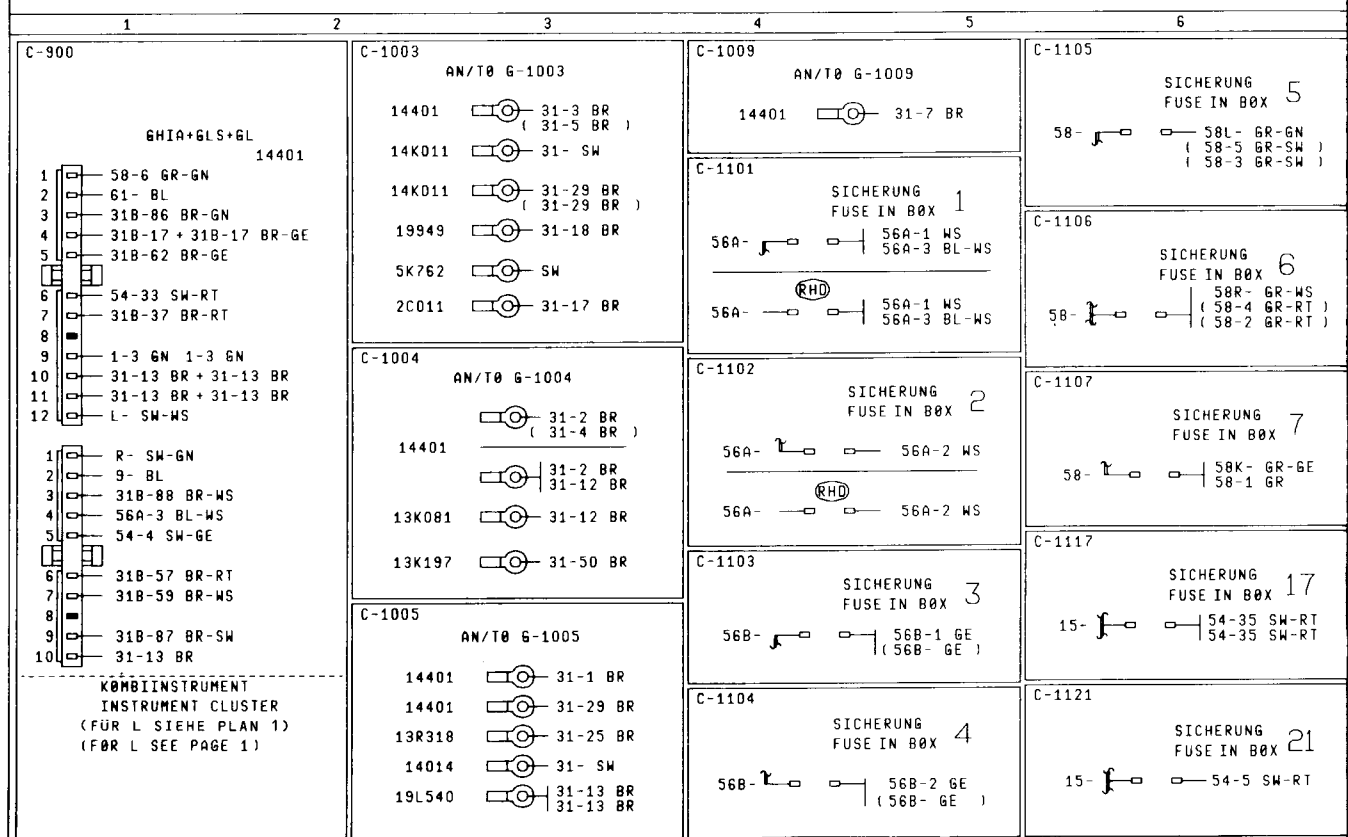 1 2 3 4 5 6
C-900
GHIA+GLS+GL
14401
1 58-6 GR-GN
2 61- BL
3 31B-86 BR-GN
4 31B-17 + 31B-17 BR-GE
5 31B-62 BR-GE
6 54-33 SW-RT
7 31B-37 BR-RT
8
9 1-3 GN 1-3 GN
10 31-13 BR + 31-13 BR
11 31-13 BR + 31-13 BR
12 L- SW-WS
1 R- SW-GN
2 9- BL
3 31B-88 BR-WS
4 56A-3 BL-WS
5 54-4 SW-GE
6 31B-57 BR-RT
7 31B-59 BR-WS
8
9 31B-87 BR-SW
10 31-13 BR
KØMBIINSTRUMENT
INSTRUMENT CLUSTER
(FÜR L SIEHE PLAN 1)
(FØR L SEE PAGE 1)
C-1003
AN/TØ G-1003
14401 31-3 BR
( 31-5 BR )
14K011 31- SW
14K011 31-29 BR
( 31-29 BR )
19949 31-18 BR
5K762 SW
2C011 31-17 BR
C-1004
AN/TØ G-1004
31-2 BR
( 31-4 BR )
14401
31-2 BR
31-12 BR
13K081 31-12 BR
13K197 31-50 BR
C-1005
AN/TØ G-1005
14401 31-1 BR
14401 31-29 BR
13R318 31-25 BR
14014 31- SW
19L540 31-13 BR
31-13 BR
C-1009
AN/TØ G-1009
14401 31-7 BR
C-1101
SICHERUNG
FUSE IN BØX 1
56A- 56A-1 WS
56A-3 BL-WS
RHD
56A- 56A-1 WS
56A-3 BL-WS
C-1102
SICHERUNG
FUSE IN BØX 2
56A- 56A-2 WS
RHD
56A- 56A-2 WS
C-1103
SICHERUNG
FUSE IN BØX 3
56B- 56B-1 GE
(56B- GE )
C-1104
SICHERUNG
FUSE IN BØX 4
56B- 56B-2 GE
(56B- GE )
C-1105
SICHERUNG
FUSE IN BØX 5
58- 58L- GR-GN
( 58-5 GR-SW )
( 58-3 GR-SW )
C-1106
SICHERUNG
FUSE IN BØX 6
58- 58R- GR-WS
( 58-4 GR-RT )
( 58-2 GR-RT )
C-1107
SICHERUNG
FUSE IN BØX 7
58- 58K- GR-GE
58-1 GR
C-1117
SICHERUNG
FUSE IN BØX 17
15- 54-35 SW-RT
54-35 SW-RT
C-1121
SICHERUNG
FUSE IN BØX 21
15- 54-5 SW-RT